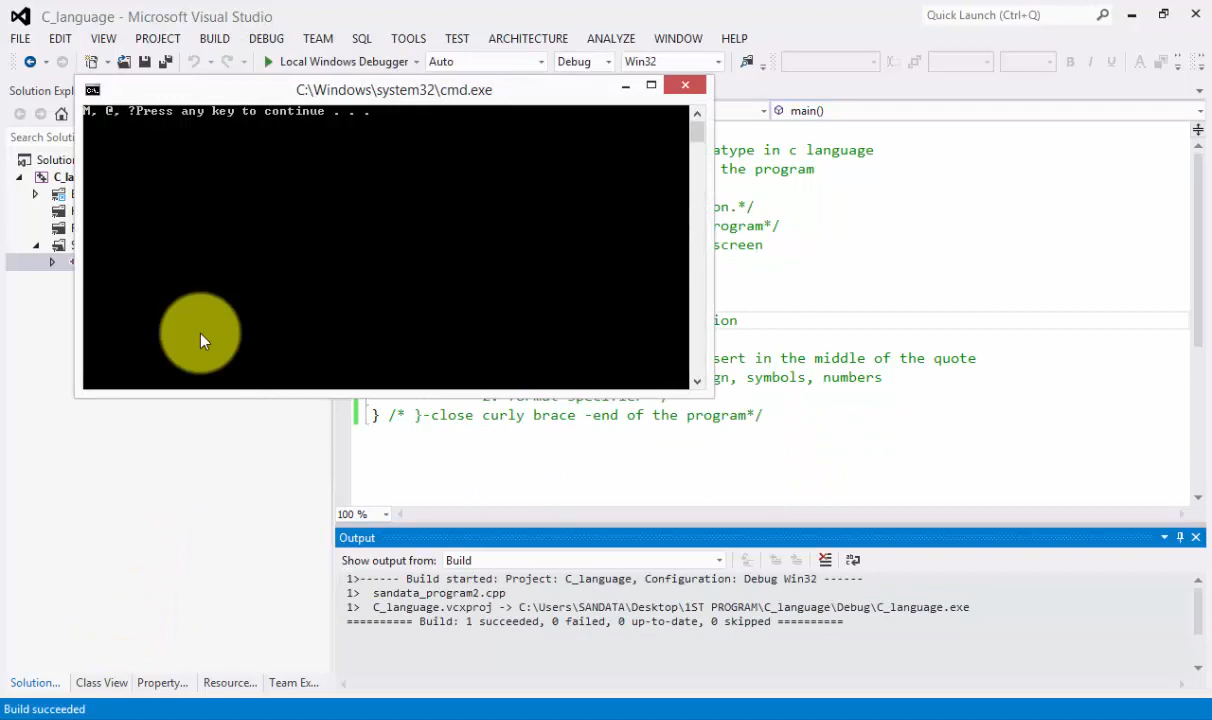 C_language - Microsoft Visual Studio
Quick Launch (Ctrl+Q)
FILE EDIT VIEW PROJECT BUILD DEBUG TEAM SQL TOOLS TEST ARCHITECTURE ANALYZE WINDOW HELP
Local Windows Debugger Auto Debug Win32
Solution Expl
C:\Windows\system32\cmd.exe
M, @, ?Press any key to continue . . .
main()
Search Soluti
Solution
C_la
atype in c language
the program
on.*/
rogram*/
screen
ion
sert in the middle of the quote
gn, symbols, numbers
} /* }-close curly brace -end of the program*/
100 %
Output
Show output from: Build
1>------ Build started: Project: C_language, Configuration: Debug Win32 ------
1> sandata_program2.cpp
1> C_language.vcxproj -> C:\Users\SANDATA\Desktop\1ST PROGRAM\C_language\Debug\C_language.exe
========== Build: 1 succeeded, 0 failed, 0 up-to-date, 0 skipped ==========
Solution... Class View Property... Resource... Team Ex...
Build succeeded